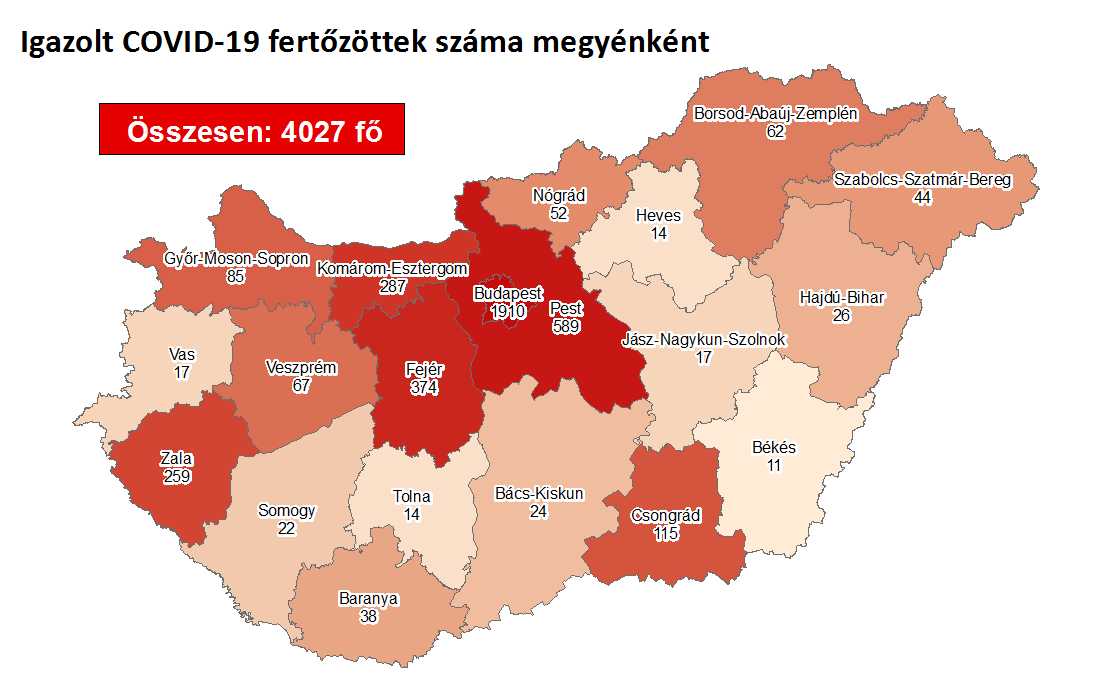 Igazolt COVID-19 fertőzöttek száma megyénként
Összesen: 4027 fő
Borsod-Abaúj-Zemplén
62
Szabolcs-Szatmár-Bereg
44
Nógrád
52
Heves
14
Győr-Moson-Sopron
85
Komárom-Esztergom
287
Budapest
1910
Pest
589
Hajdú-Bihar
26
Jász-Nagykun-Szolnok
17
Vas
17
Veszprém
67
Fejér
374
Békés
11
Zala
259
Somogy
22
Tolna
14
Bács-Kiskun
24
Csongrád
115
Baranya
38